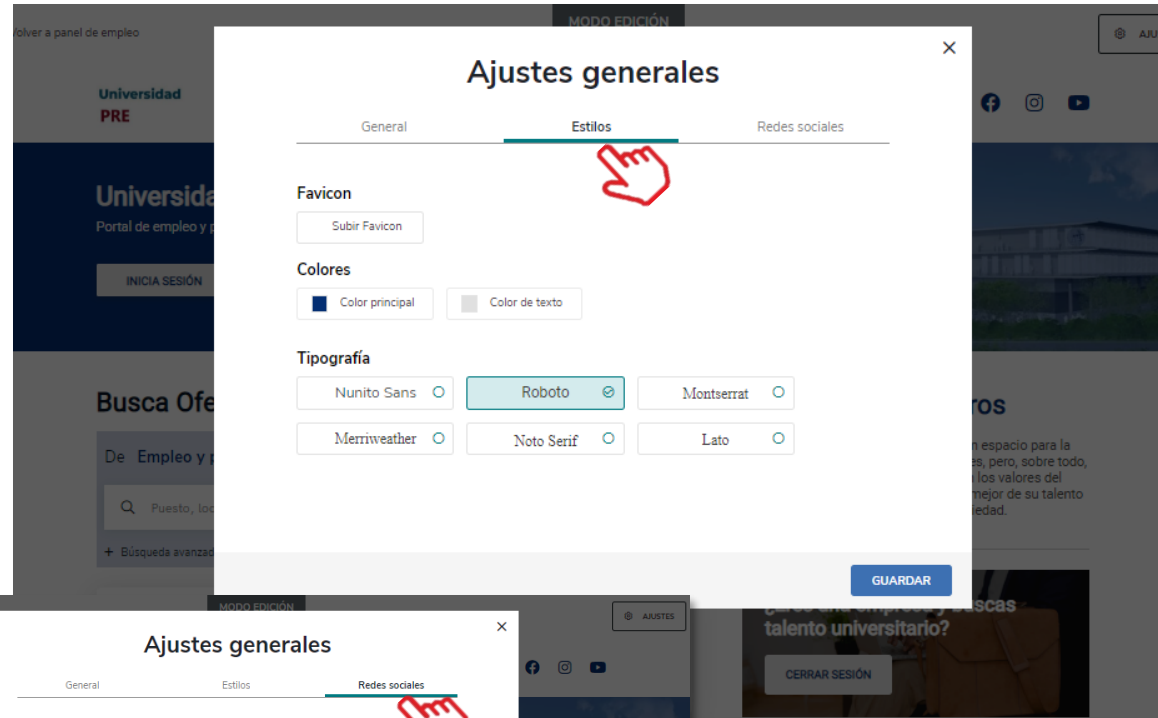 MODO EDICIÓN
Volver a panel de empleo
AJU
Ajustes generales
Universidad
PRE
General
Estilos
Redes sociales
Favicon
Subir Favicon
Universida
Portal de empleo y p
INICIA SESIÓN
Colores
Color principal
Color de texto
Tipografía
Nunito Sans
Roboto
Montserrat
Merriweather
Noto Serif
Lato
Busca Ofe
De Empleo y p
Puesto, loc
+ Búsqueda avanzad
ros
n espacio para la
es, pero, sobre todo,
los valores del
mejor de su talento
iedad.
GUARDAR
talento universitario?
CERRAR SESIÓN
MODO EDICIÓN
AJUSTES
Ajustes generales
General
Estilos
Redes sociales